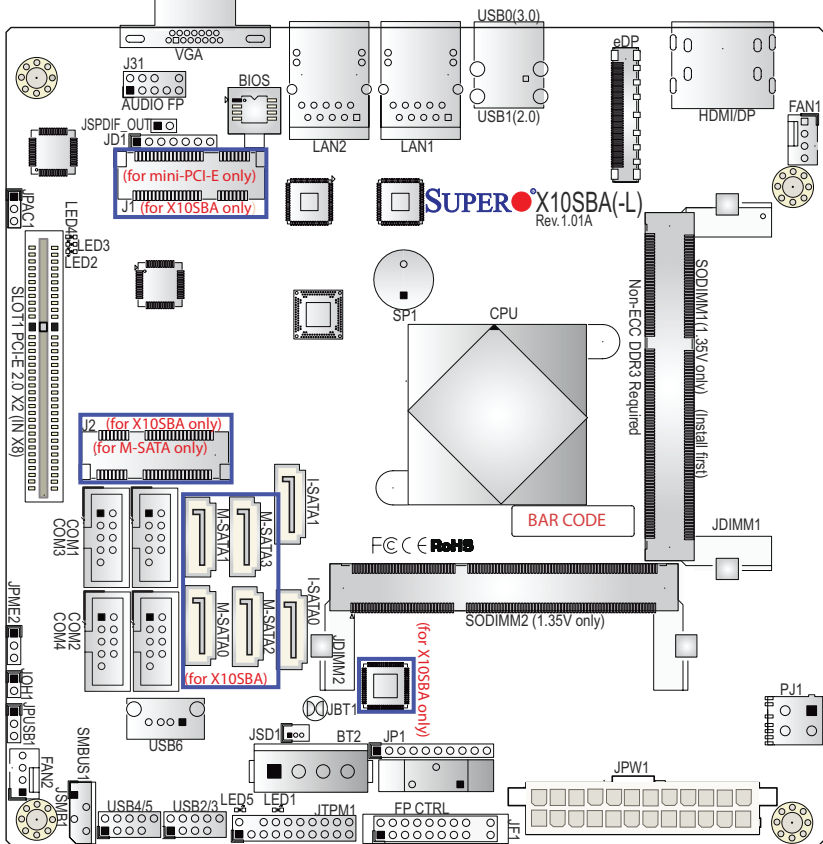 USB0(3.0)
VGA
eDP
J31
AUDIO FP
BIOS
USB1(2.0)
HDMI/DP
FAN1
JSPDIF_OUT
JD1
LAN2
LAN1
(for mini-PCI-E only)
J1
(for X10SBA only)
SUPER X10SBA(-L)
Rev.1.01A
JPAC1
LED4
LED3
LED2
SP1
CPU
SLOT1 PCI-E 2.0 X2 (IN X8)
SODIMM1(1.35V only) (Install first)
Non-ECC DDR3 Required
J2
(for X10SBA only)
(for M-SATA only)
I-SATA1
COM1
COM3
M-SATA1
M-SATA3
BAR CODE
JDIMM1
FC CE RoHS
JPME2
COM2
COM4
M-SATA0
M-SATA2
I-SATA0
SODIMM2 (1.35V only)
JDIMM2
(for X10SBA)
(for X10SBA only)
JOH1
JPUSB1
JBT1
PJ1
USB6
JSD1
BT2
JP1
FAN2
SMBUS1
JSMB1
JPW1
USB4/5
USB2/3
LED5
LED1
JTPM1
FP CTRL
JF1